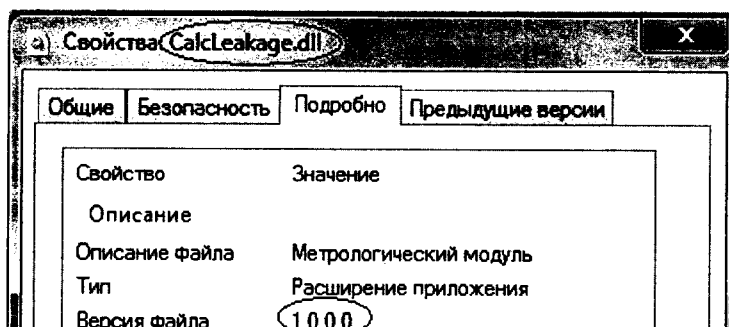 Свойства: CalcLeakage.dll
Общие Безопасность Подробно Предыдущие версии
Свойство Значение
Описание
Описание файла Метрологический модуль
Тип Расширение приложения
Версия файла 1.0.0.0